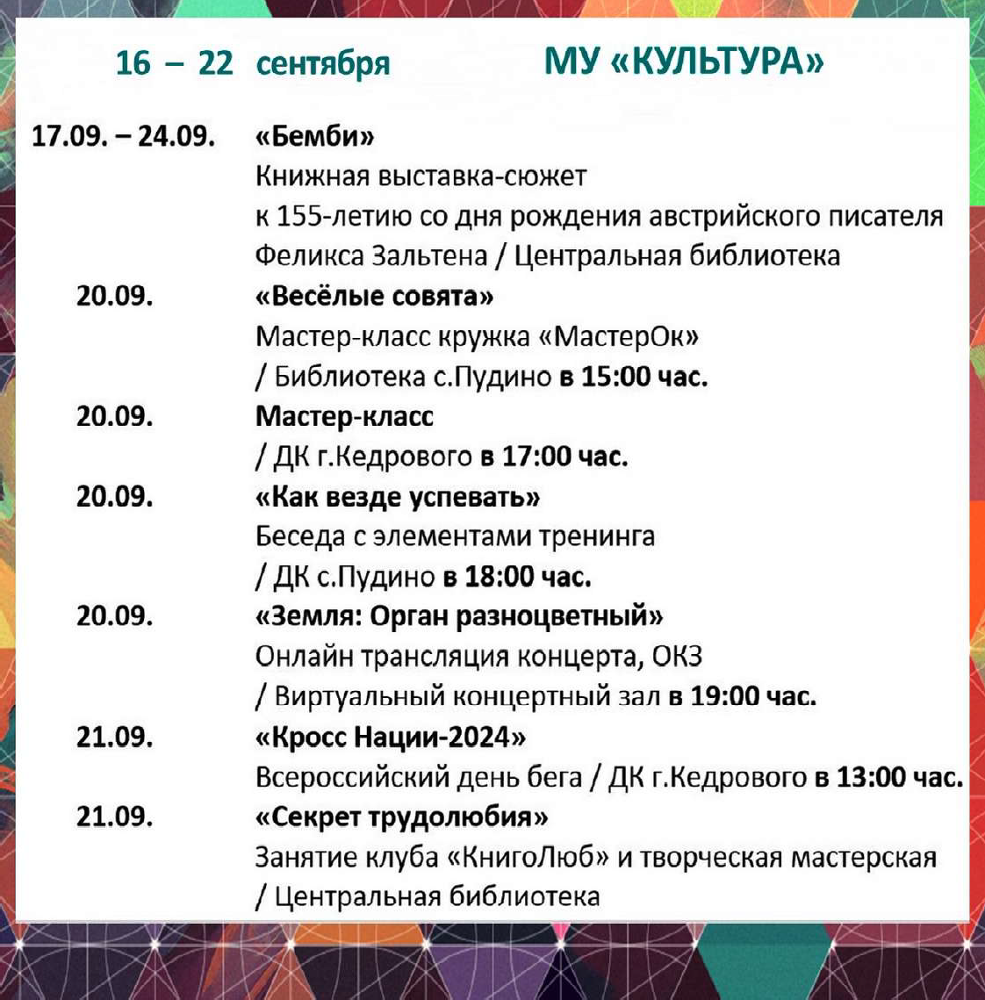 16 – 22 сентября МУ «КУЛЬТУРА»
17.09. – 24.09. «Бемби»
Книжная выставка-сюжет
к 155-летию со дня рождения австрийского писателя
Феликса Зальтена / Центральная библиотека
20.09. «Весёлые совята»
Мастер-класс кружка «МастерОк»
/ Библиотека с.Пудино в 15:00 час.
20.09. Мастер-класс
/ ДК г.Кедрового в 17:00 час.
20.09. «Как везде успевать»
Беседа с элементами тренинга
/ ДК с.Пудино в 18:00 час.
20.09. «Земля: Орган разноцветный»
Онлайн трансляция концерта, ОКЗ
/ Виртуальный концертный зал в 19:00 час.
21.09. «Кросс Нации-2024»
Всероссийский день бега / ДК г.Кедрового в 13:00 час.
21.09. «Секрет трудолюбия»
Занятие клуба «КнигоЛюб» и творческая мастерская
/ Центральная библиотека